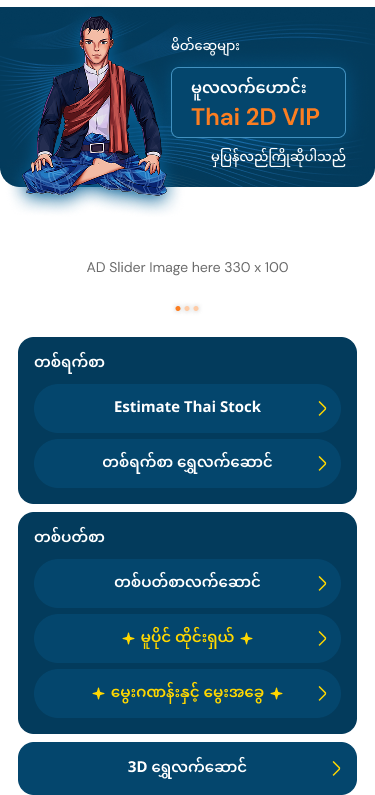 မိတ်ဆွေများ
မူလလက်ဟောင်း
Thai 2D VIP
မှပြန်လည်ကြိုဆိုပါသည်
AD Slider Image here 330 x 100
တစ်ရက်စာ
Estimate Thai Stock
တစ်ရက်စာ ရွှေလက်ဆောင်
တစ်ပတ်စာ
တစ်ပတ်စာလက်ဆောင်
မူပိုင် ထိုင်းရှယ်
မွေးဂဏန်းနှင့် မွေးအခွေ
3D ရွှေလက်ဆောင်